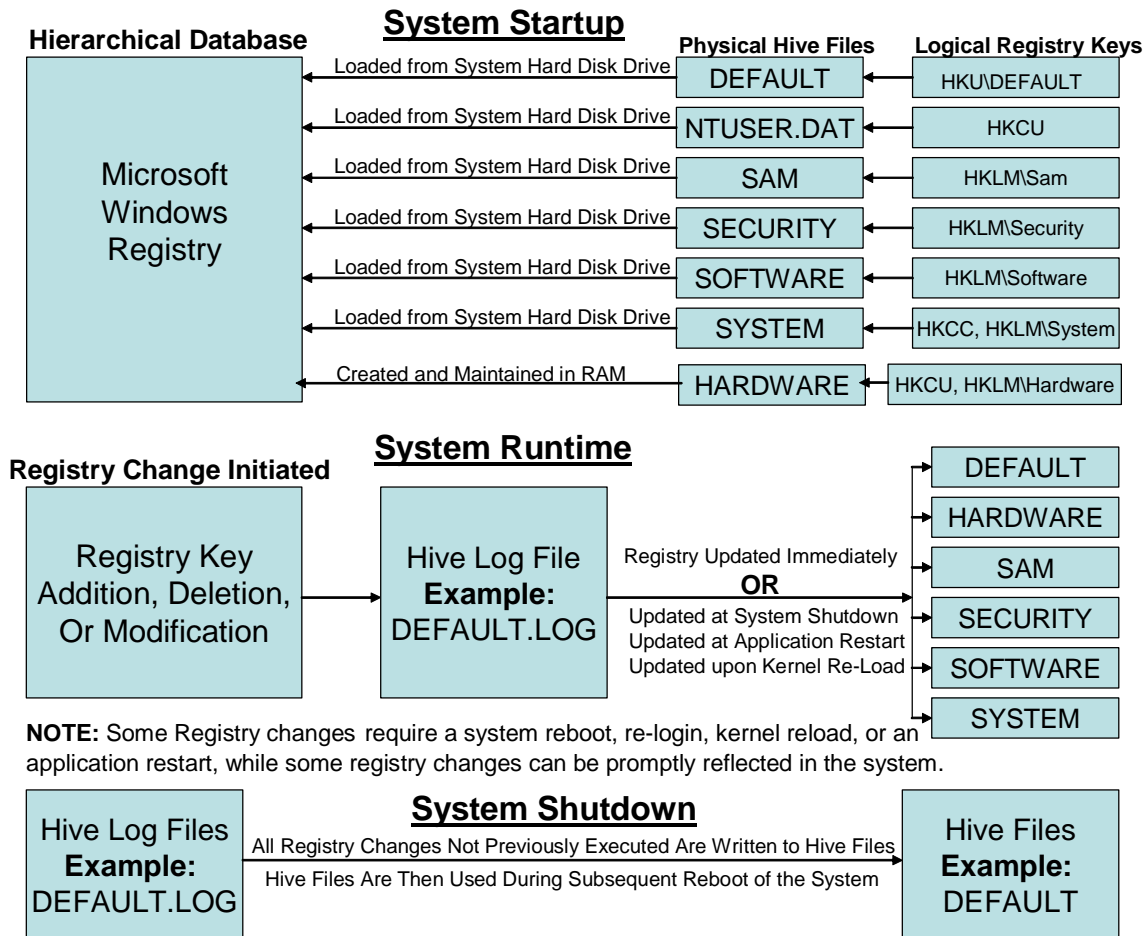 System Startup
Hierarchical Database
Physical Hive Files
Logical Registry Keys
Microsoft
Windows
Registry
Loaded from System Hard Disk Drive
DEFAULT
HKU\DEFAULT
Loaded from System Hard Disk Drive
NTUSER.DAT
HKCU
Loaded from System Hard Disk Drive
SAM
HKLM\Sam
Loaded from System Hard Disk Drive
SECURITY
HKLM\Security
Loaded from System Hard Disk Drive
SOFTWARE
HKLM\Software
Loaded from System Hard Disk Drive
SYSTEM
HKCC, HKLM\System
Created and Maintained in RAM
HARDWARE
HKCU, HKLM\Hardware
System Runtime
Registry Change Initiated
Registry Key
Addition, Deletion,
Or Modification
Hive Log File
Example:
DEFAULT.LOG
Registry Updated Immediately
OR
Updated at System Shutdown
Updated at Application Restart
Updated upon Kernel Re-Load
DEFAULT
HARDWARE
SAM
SECURITY
SOFTWARE
SYSTEM
NOTE: Some Registry changes require a system reboot, re-login, kernel reload, or an
application restart, while some registry changes can be promptly reflected in the system.
System Shutdown
Hive Log Files
Example:
DEFAULT.LOG
All Registry Changes Not Previously Executed Are Written to Hive Files
Hive Files Are Then Used During Subsequent Reboot of the System
Hive Files
Example:
DEFAULT